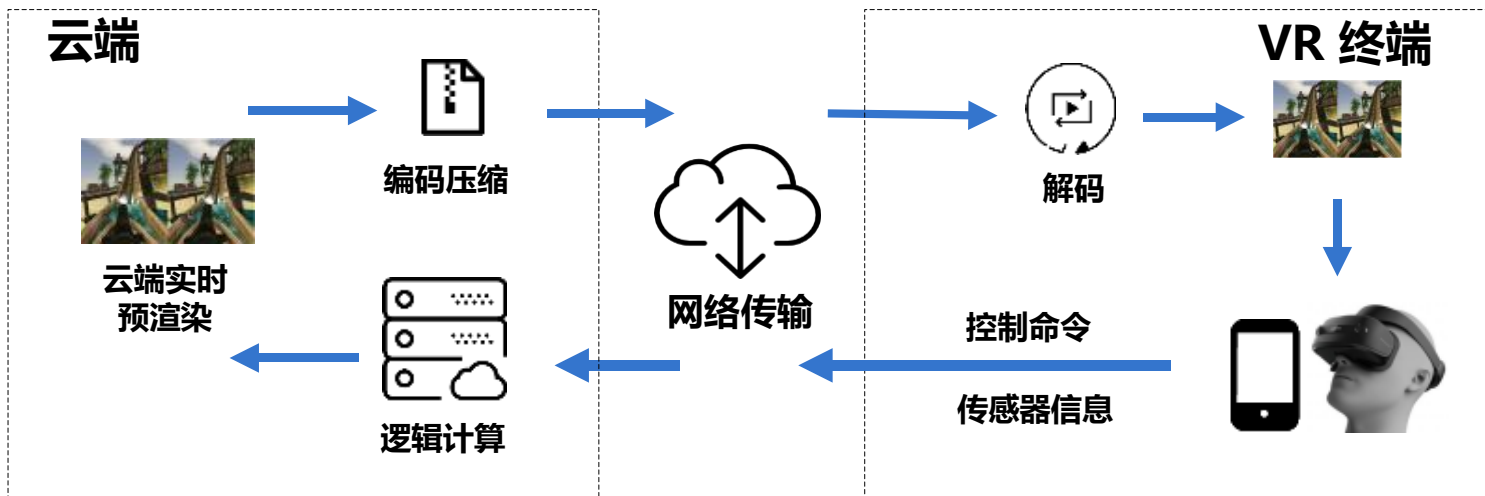 云端
VR 终端
编码压缩
解码
云端实时
预渲染
网络传输
控制命令
传感器信息
逻辑计算